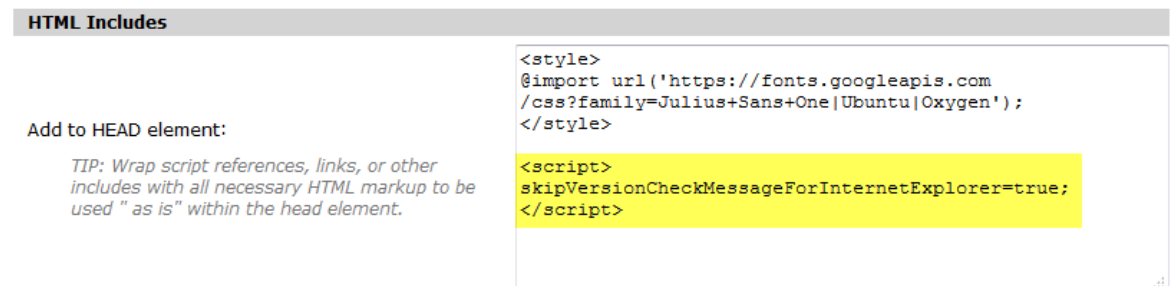 HTML Includes
<style>
@import url('https://fonts.googleapis.com
/css?family=Julius+Sans+One|Ubuntu|Oxygen');
</style>
Add to HEAD element:
TIP: Wrap script references, links, or other
includes with all necessary HTML markup to be
used " as is" within the head element.
<script>
skipVersionCheckMessageForInternetExplorer=true;
</script>